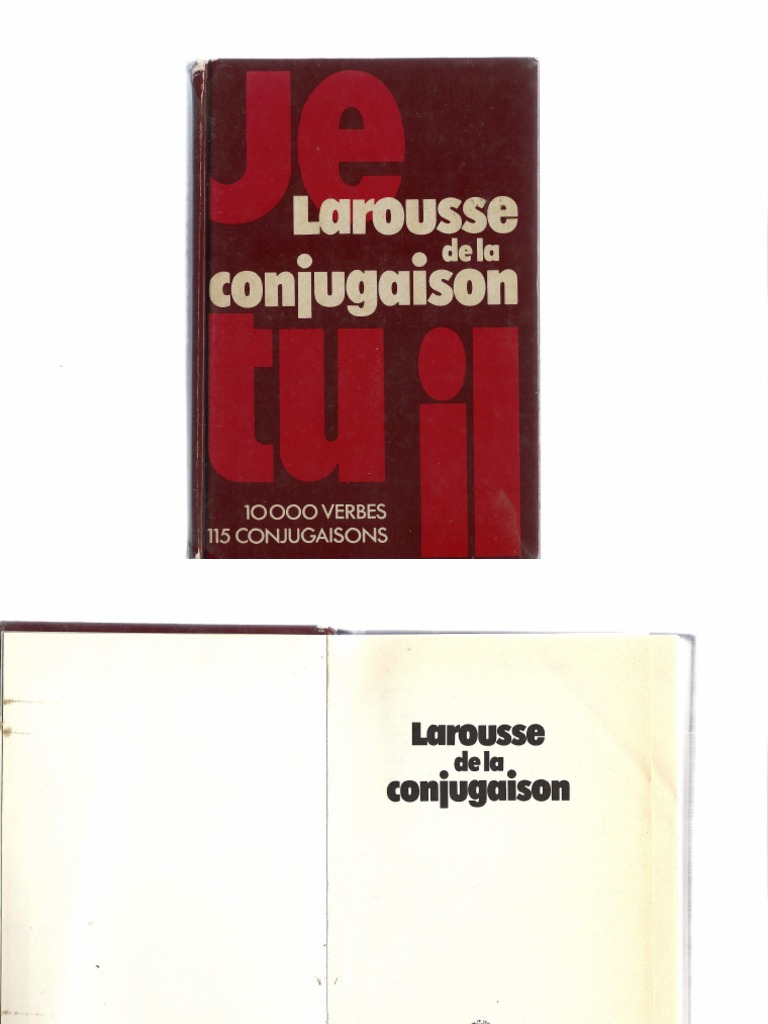 Je
Larousse
de la
conjugaison
tu il
10 000 VERBES
115 CONJUGAISONS
Larousse
de la
conjugaison